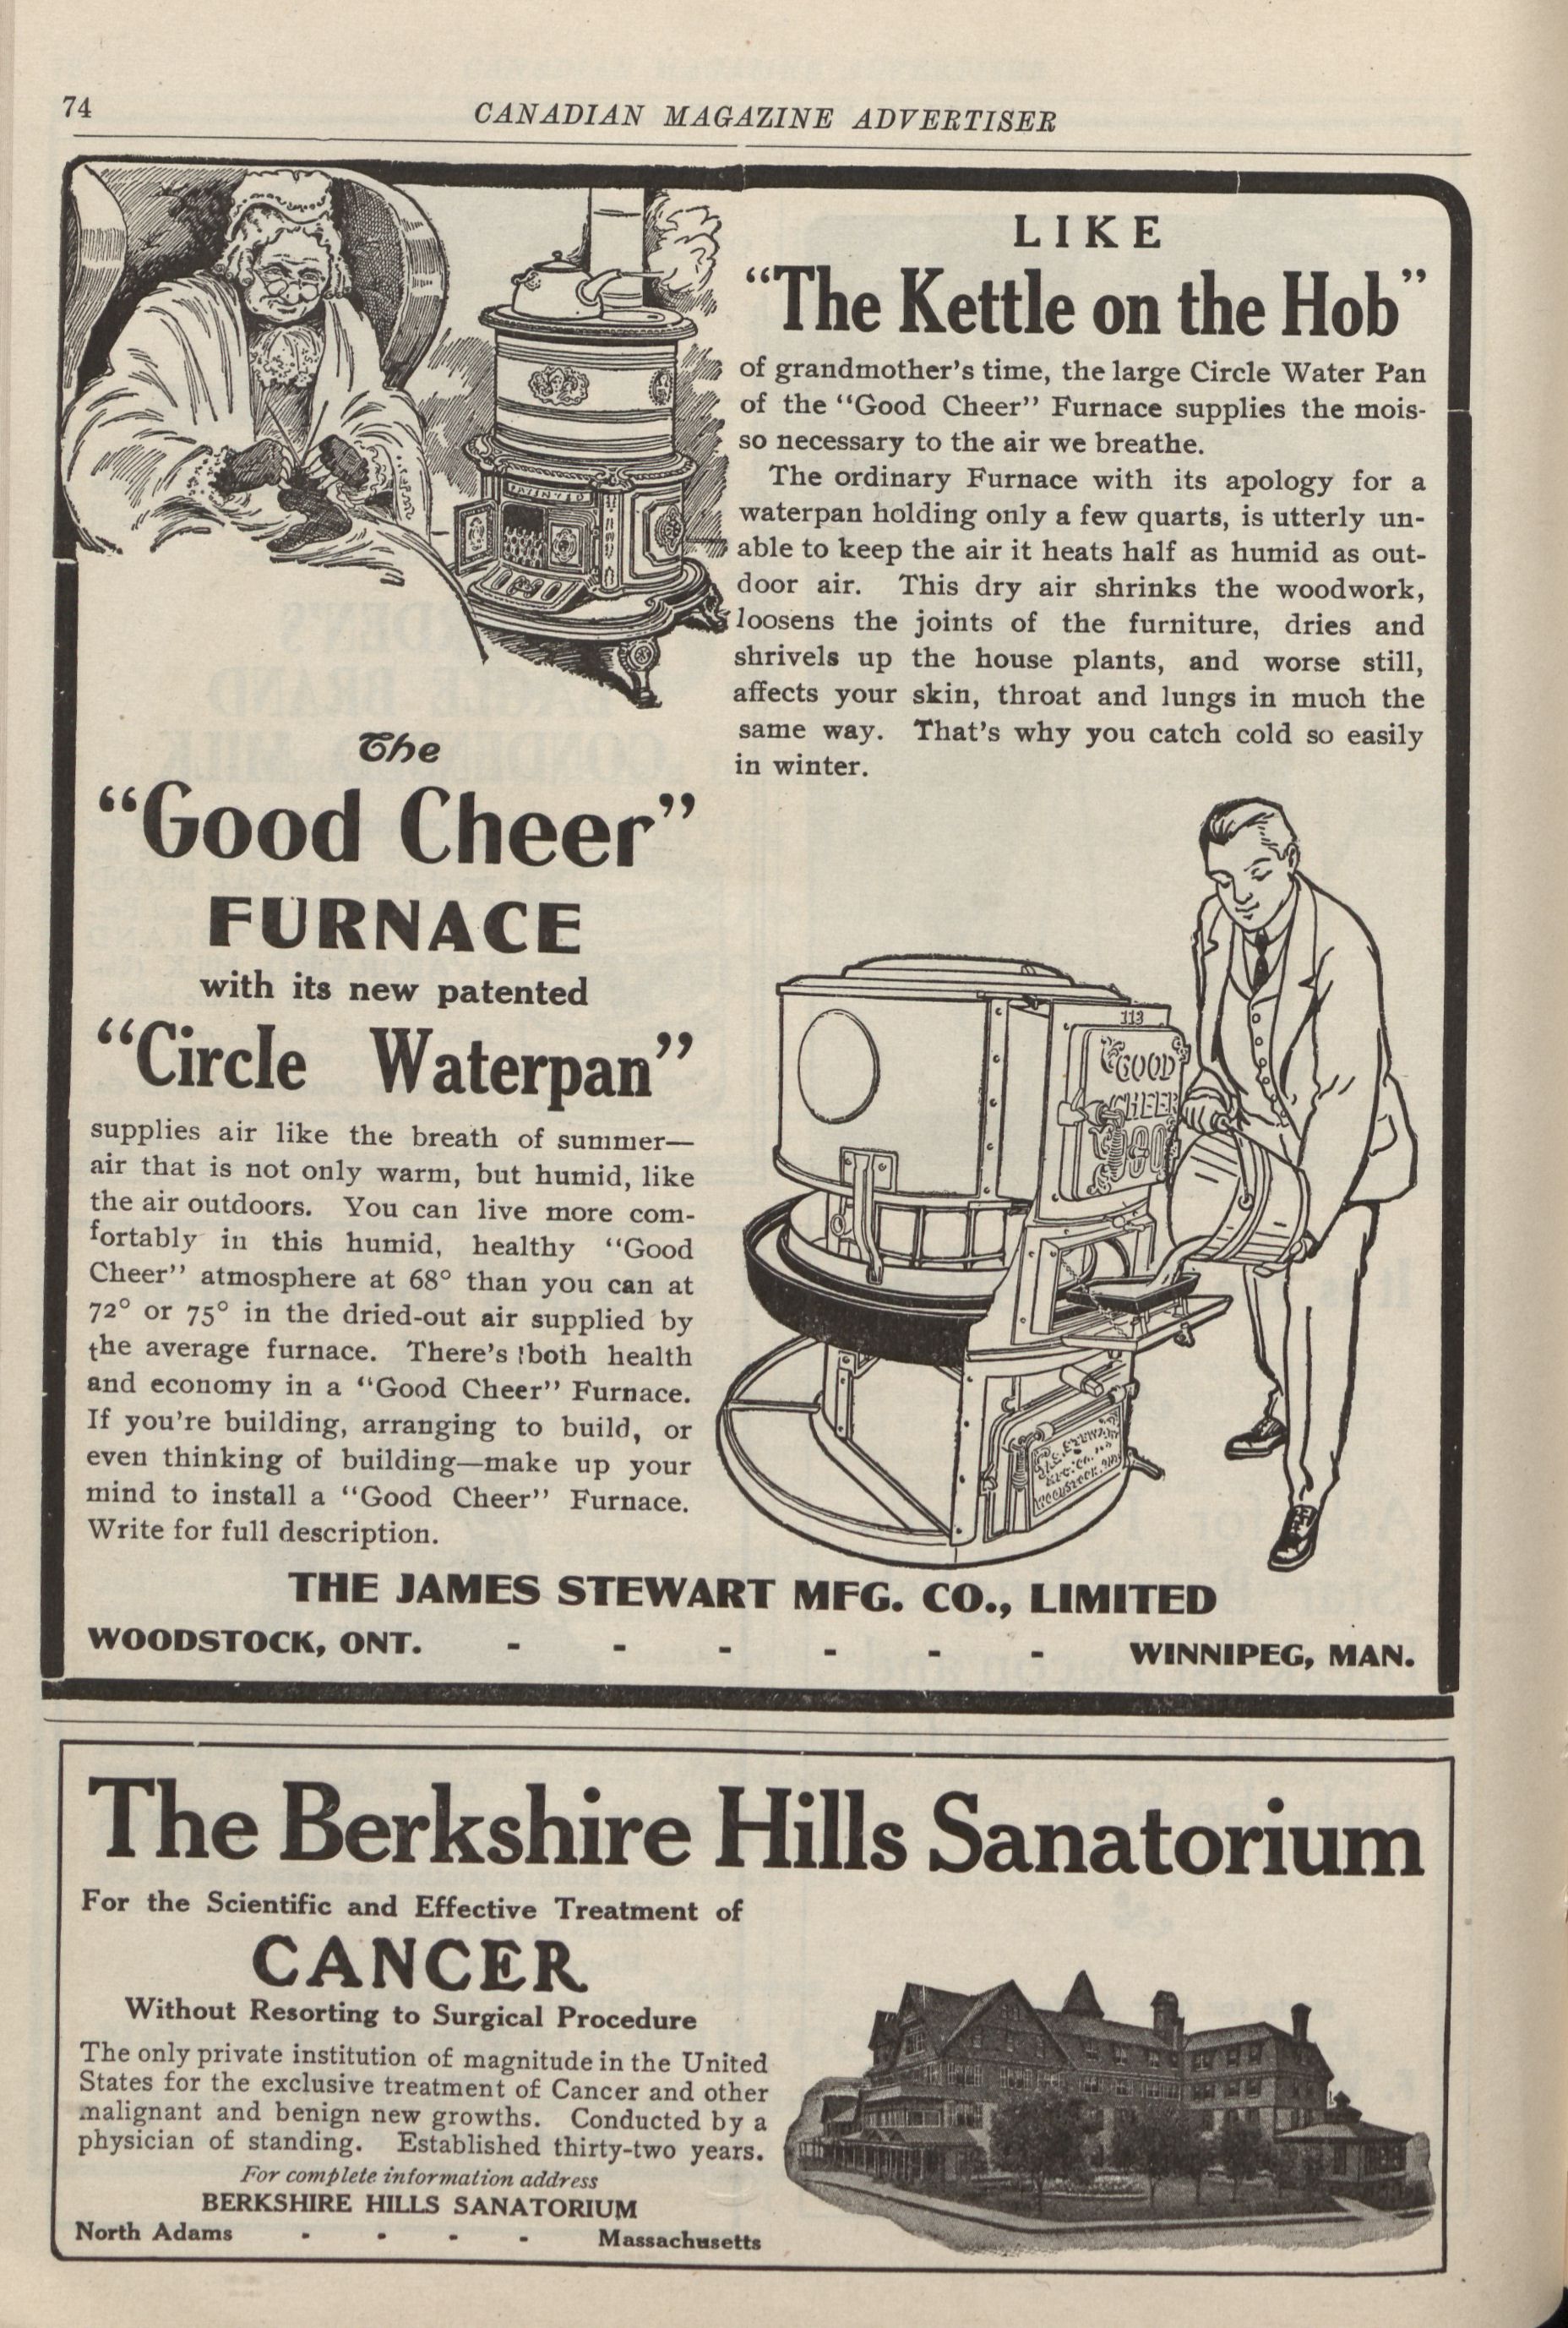 74
CANADIAN MAGAZINE ADVERTISER
LIKE
“The Kettle on the Hob”
of grandmother's time, the large Circle Water Pan
of the “Good Cheer” Furnace supplies the mois-
so necessary to the air we breathe.
The ordinary Furnace with its apology for a
waterpan holding only a few quarts, is utterly un-
able to keep the air it heats half as humid as out-
door air. This dry air shrinks the woodwork,
loosens the joints of the furniture, dries and
shrivels up the house plants, and worse still,
affects your skin, throat and lungs in much the
same way. That's why you catch cold so easily
in winter.
The
“Good Cheer”
FURNACE
with its new patented
“Circle Waterpan”
supplies air like the breath of summer—
air that is not only warm, but humid, like
the air outdoors. You can live more com-
fortably in this humid, healthy “Good
Cheer” atmosphere at 68° than you can at
72° or 75° in the dried-out air supplied by
the average furnace. There's both health
and economy in a “Good Cheer” Furnace.
If you're building, arranging to build, or
even thinking of building—make up your
mind to install a “Good Cheer” Furnace.
Write for full description.
113
GOOD
CHEER
JAS. STEWART
MFG. CO. LTD
WOODSTOCK, ONT.
THE JAMES STEWART MFG. CO., LIMITED
WOODSTOCK, ONT. - - - - - - WINNIPEG, MAN.
The Berkshire Hills Sanatorium
For the Scientific and Effective Treatment of
CANCER
Without Resorting to Surgical Procedure
The only private institution of magnitude in the United
States for the exclusive treatment of Cancer and other
malignant and benign new growths. Conducted by a
physician of standing. Established thirty-two years.
For complete information address
BERKSHIRE HILLS SANATORIUM
North Adams - - - - Massachusetts